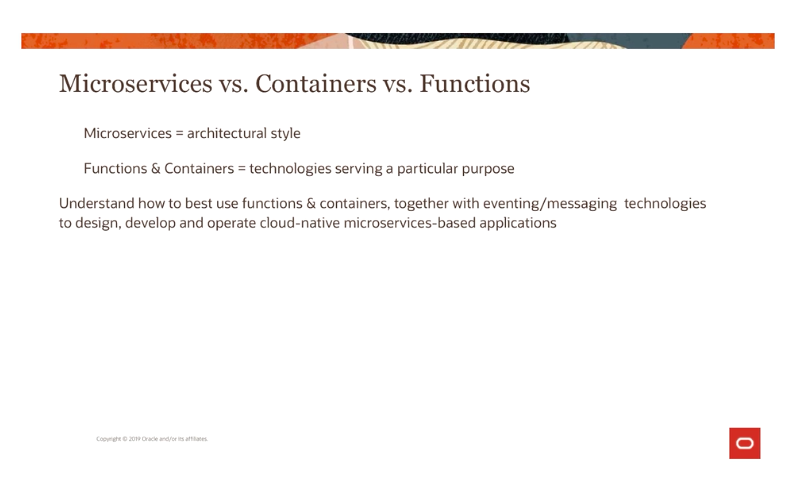 Microservices vs. Containers vs. Functions
Microservices = architectural style
Functions & Containers = technologies serving a particular purpose
Understand how to best use functions & containers, together with eventing/messaging technologies
to design, develop and operate cloud-native microservices-based applications
Copyright © 2019 Oracle and/or its affiliates.